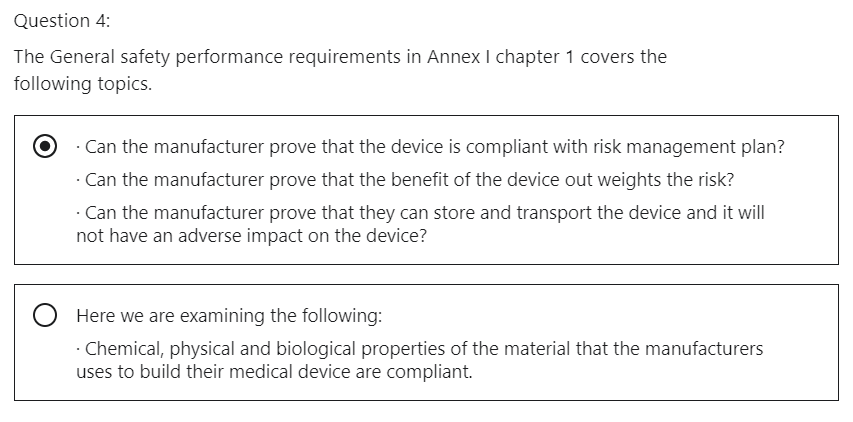 Question 4:
The General safety performance requirements in Annex I chapter 1 covers the
following topics.
· Can the manufacturer prove that the device is compliant with risk management plan?
· Can the manufacturer prove that the benefit of the device out weights the risk?
· Can the manufacturer prove that they can store and transport the device and it will
not have an adverse impact on the device?
Here we are examining the following:
· Chemical, physical and biological properties of the material that the manufacturers
uses to build their medical device are compliant.